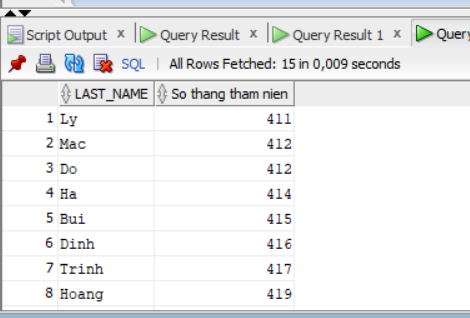 Script Output x Query Result x Query Result 1 x Query
SQL | All Rows Fetched: 15 in 0,009 seconds
LAST_NAME So thang tham nien
1 Ly 411
2 Mac 412
3 Do 412
4 Ha 414
5 Bui 415
6 Dinh 416
7 Trinh 417
8 Hoang 419